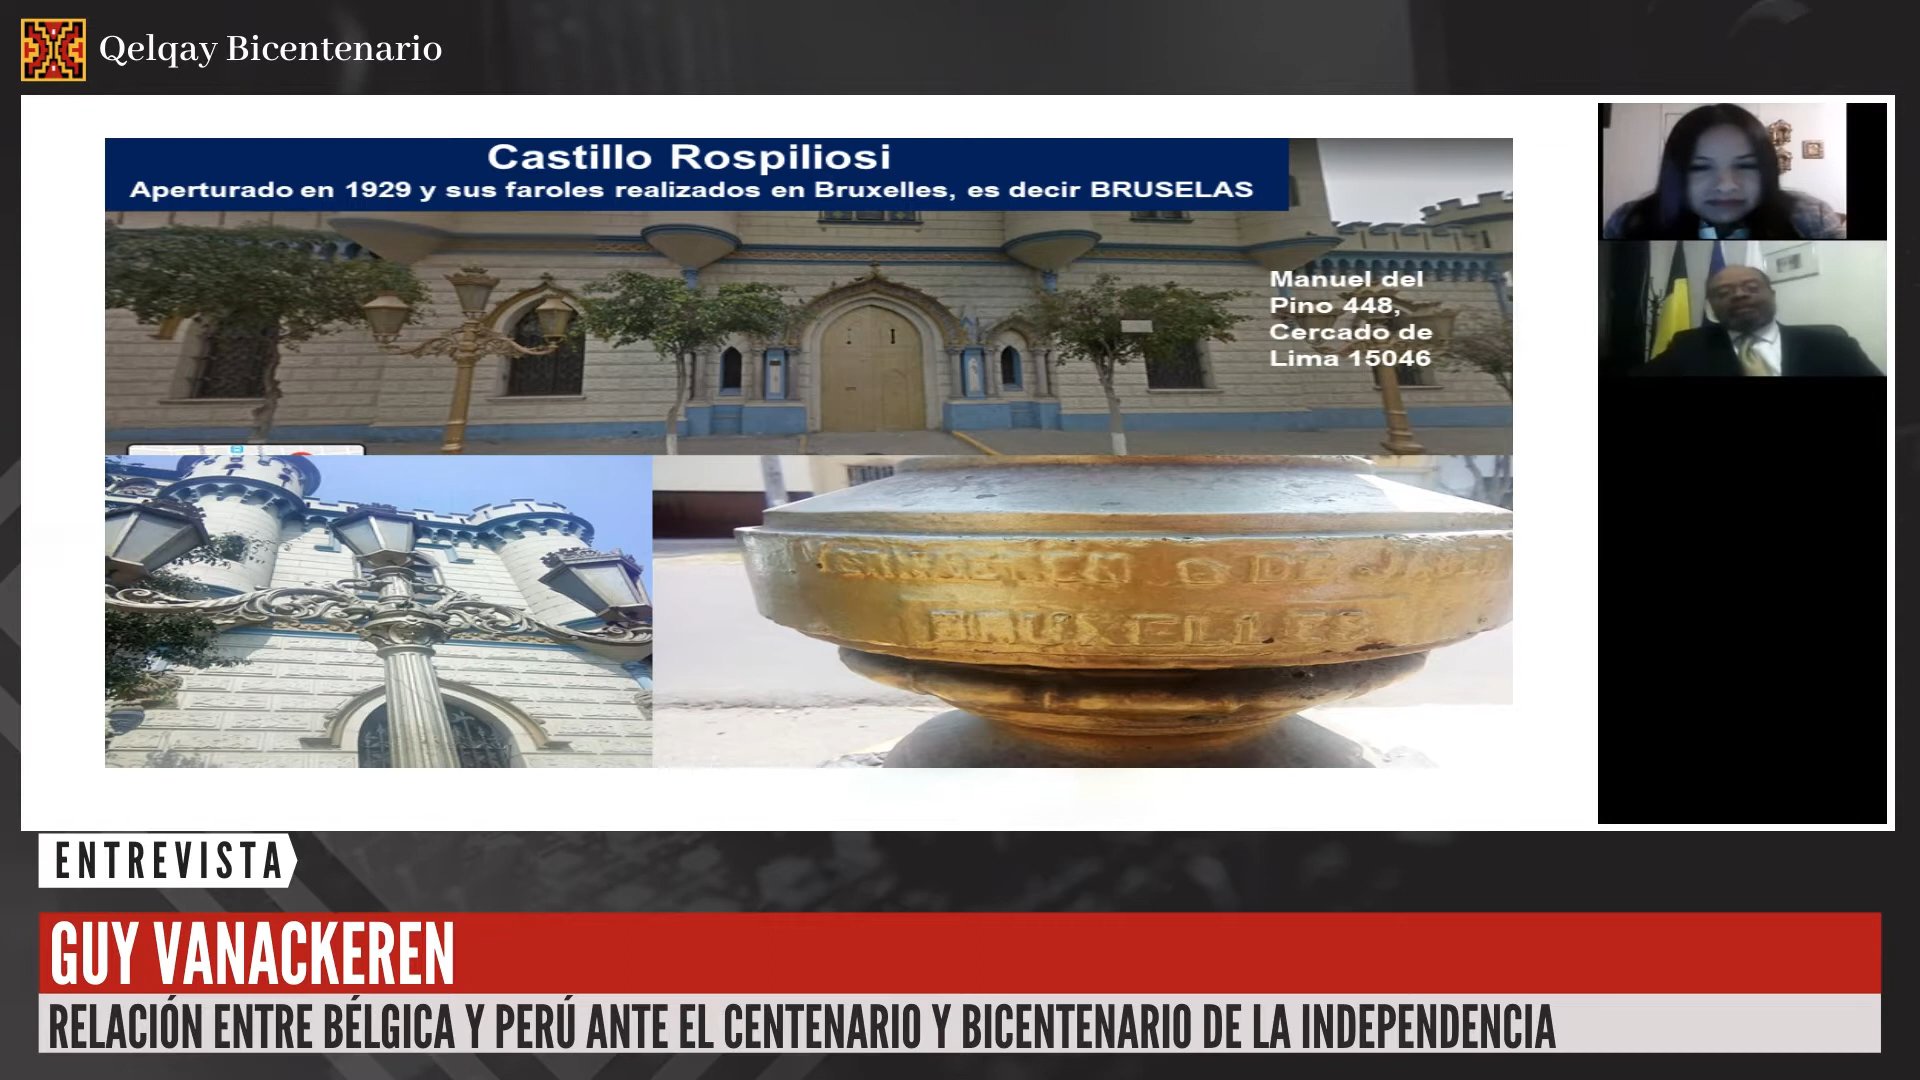 Qelqay Bicentenario
Castillo Rospiliosi
Aperturado en 1929 y sus faroles realizados en Bruxelles, es decir BRUSELAS
Manuel del
Pino 448,
Cercado de
Lima 15046
BRUXELLES
ENTREVISTA
GUY VANACKEREN
RELACIÓN ENTRE BÉLGICA Y PERÚ ANTE EL CENTENARIO Y BICENTENARIO DE LA INDEPENDENCIA